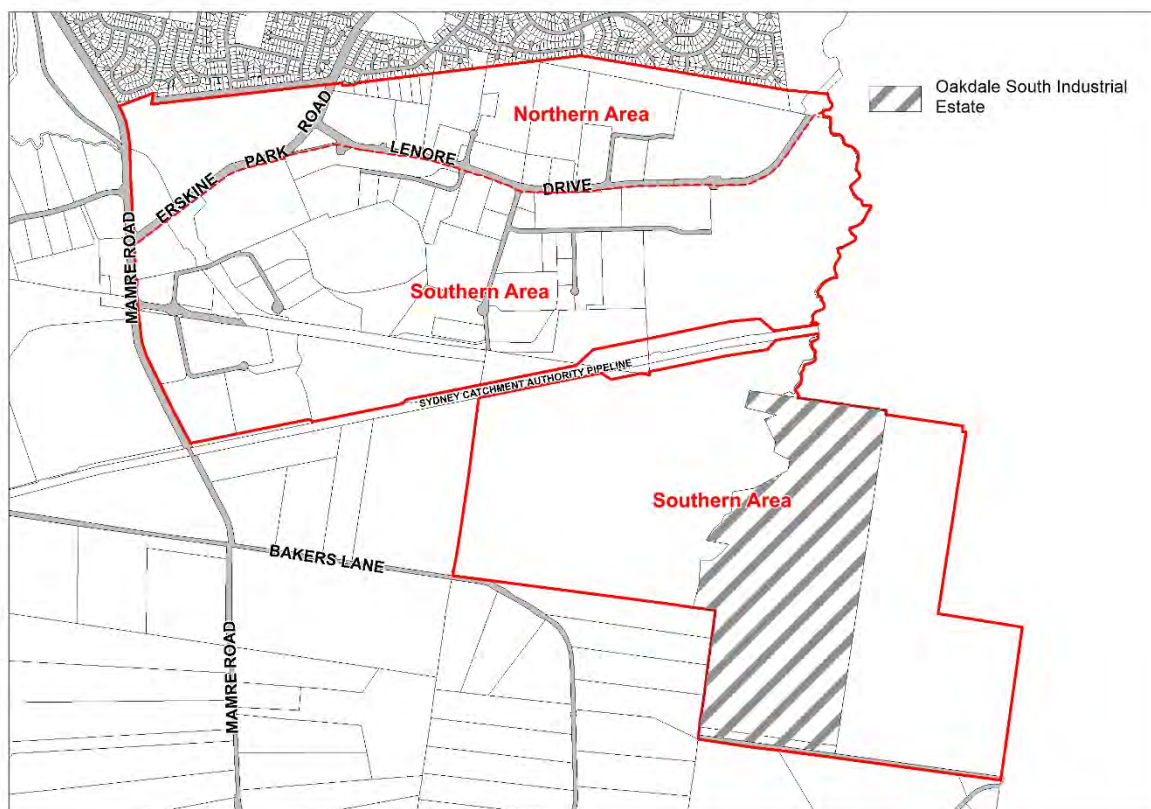 Oakdale South Industrial
Estate
Northern Area
ERSKINE
PARK
ROAD
LENORE
DRIVE
MAMRE ROAD
Southern Area
SYDNEY CATCHMENT AUTHORITY PIPELINE
Southern Area
BAKERS LANE
MAMRE ROAD